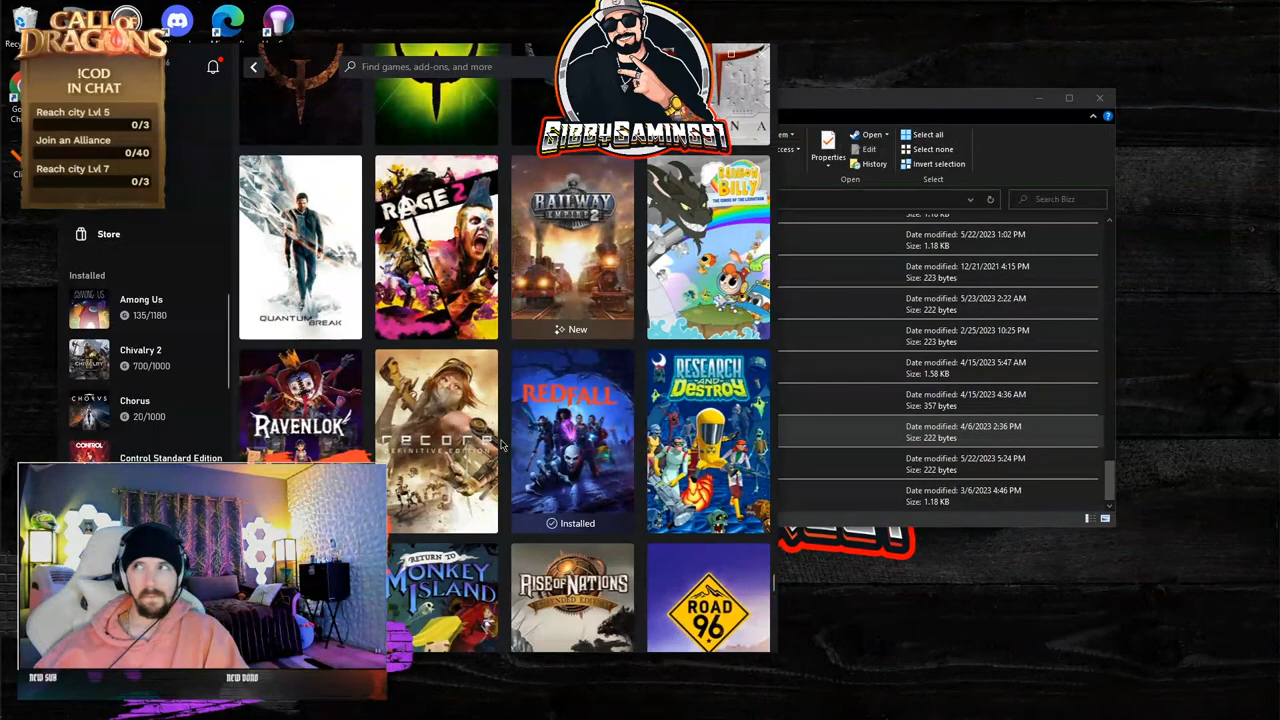 CALL OF
DRAGONS
!COD
IN CHAT
Reach city Lvl 5
0/3
Join an Alliance
0/40
Reach city Lvl 7
0/3
Store
Installed
Among Us
G 135/1180
Chivalry 2
G 700/1000
Chorus
G 20/1000
Control Standard Edition
Find games, add-ons, and more
GIBBYGAMING91
QUANTUM BREAK
RAGE 2
RAILWAY
EMPIRE 2
New
RAINBOW
BILLY
THE CURSE OF THE LEVIATHAN
RAVENLOK
recore
DEFINITIVE EDITION
REDFALL
Installed
RESEARCH
AND
DESTROY
RETURN TO
MONKEY
ISLAND
RISE OF NATIONS
EXTENDED EDITION
ROAD
96
Properties
Open
Edit
History
Open
Select all
Select none
Invert selection
Select
Search Bizz
Date modified: 5/22/2023 1:02 PM
Size: 1.18 KB
Date modified: 12/21/2021 4:15 PM
Size: 223 bytes
Date modified: 5/23/2023 2:22 AM
Size: 222 bytes
Date modified: 2/25/2023 10:25 PM
Size: 223 bytes
Date modified: 4/15/2023 5:47 AM
Size: 1.58 KB
Date modified: 4/15/2023 4:36 AM
Size: 357 bytes
Date modified: 4/6/2023 2:36 PM
Size: 222 bytes
Date modified: 5/22/2023 5:24 PM
Size: 222 bytes
Date modified: 3/6/2023 4:46 PM
Size: 1.18 KB
NEW SUB
NEW DONO